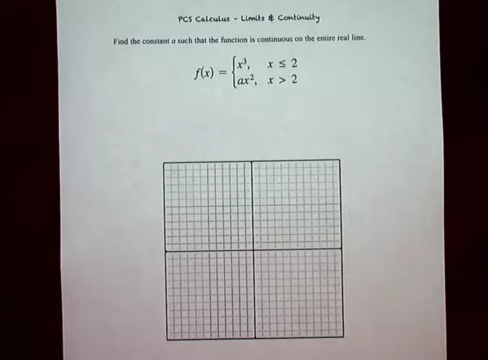 PCS Calculus - Limits & Continuity
Find the constant a such that the function is continuous on the entire real line.
f(x) = { x³, x ≤ 2
ax², x > 2